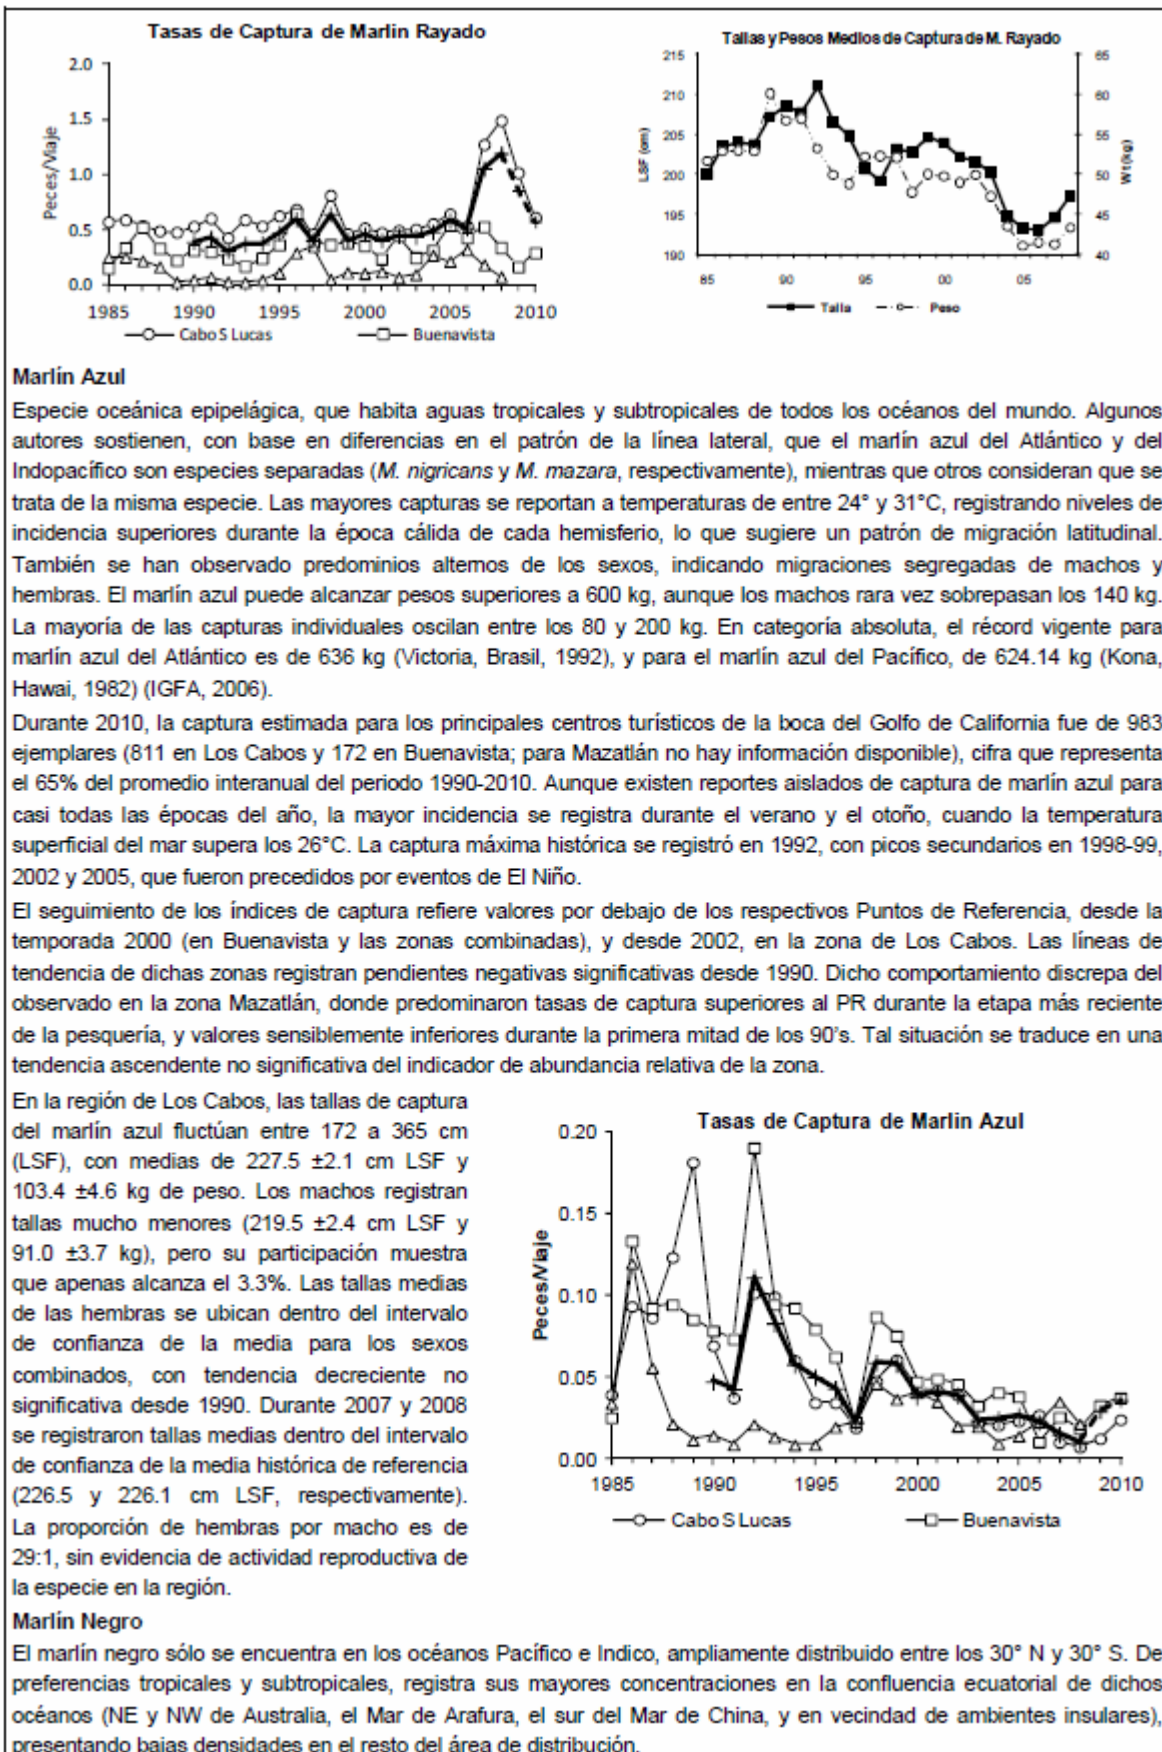 Tasas de Captura de Marlin Rayado
2.0
1.5
1.0
0.5
0.0
Peces/Viaje
1985 1990 1995 2000 2005 2010
Cabo S Lucas Buenavista
Tallas y Pesos Medios de Captura de M. Rayado
215
210
205
200
195
190
LSF (cm)
65
60
55
50
45
40
Wt(kg)
85 90 95 00 05
Talla Peso
Marlín Azul
Especie oceánica epipelágica, que habita aguas tropicales y subtropicales de todos los océanos del mundo. Algunos
autores sostienen, con base en diferencias en el patrón de la línea lateral, que el marlín azul del Atlántico y del
Indopacífico son especies separadas (M. nigricans y M. mazara, respectivamente), mientras que otros consideran que se
trata de la misma especie. Las mayores capturas se reportan a temperaturas de entre 24° y 31°C, registrando niveles de
incidencia superiores durante la época cálida de cada hemisferio, lo que sugiere un patrón de migración latitudinal.
También se han observado predominios alternos de los sexos, indicando migraciones segregadas de machos y
hembras. El marlín azul puede alcanzar pesos superiores a 600 kg, aunque los machos rara vez sobrepasan los 140 kg.
La mayoría de las capturas individuales oscilan entre los 80 y 200 kg. En categoría absoluta, el récord vigente para
marlín azul del Atlántico es de 636 kg (Victoria, Brasil, 1992), y para el marlín azul del Pacífico, de 624.14 kg (Kona,
Hawai, 1982) (IGFA, 2006).
Durante 2010, la captura estimada para los principales centros turísticos de la boca del Golfo de California fue de 983
ejemplares (811 en Los Cabos y 172 en Buenavista; para Mazatlán no hay información disponible), cifra que representa
el 65% del promedio interanual del periodo 1990-2010. Aunque existen reportes aislados de captura de marlín azul para
casi todas las épocas del año, la mayor incidencia se registra durante el verano y el otoño, cuando la temperatura
superficial del mar supera los 26°C. La captura máxima histórica se registró en 1992, con picos secundarios en 1998-99,
2002 y 2005, que fueron precedidos por eventos de El Niño.
El seguimiento de los índices de captura refiere valores por debajo de los respectivos Puntos de Referencia, desde la
temporada 2000 (en Buenavista y las zonas combinadas), y desde 2002, en la zona de Los Cabos. Las líneas de
tendencia de dichas zonas registran pendientes negativas significativas desde 1990. Dicho comportamiento discrepa del
observado en la zona Mazatlán, donde predominaron tasas de captura superiores al PR durante la etapa más reciente
de la pesquería, y valores sensiblemente inferiores durante la primera mitad de los 90's. Tal situación se traduce en una
tendencia ascendente no significativa del indicador de abundancia relativa de la zona.
En la región de Los Cabos, las tallas de captura
del marlín azul fluctúan entre 172 a 365 cm
(LSF), con medias de 227.5 ±2.1 cm LSF y
103.4 ±4.6 kg de peso. Los machos registran
tallas mucho menores (219.5 ±2.4 cm LSF y
91.0 ±3.7 kg), pero su participación muestra
que apenas alcanza el 3.3%. Las tallas medias
de las hembras se ubican dentro del intervalo
de confianza de la media para los sexos
combinados, con tendencia decreciente no
significativa desde 1990. Durante 2007 y 2008
se registraron tallas medias dentro del intervalo
de confianza de la media histórica de referencia
(226.5 y 226.1 cm LSF, respectivamente).
La proporción de hembras por macho es de
29:1, sin evidencia de actividad reproductiva de
la especie en la región.
Tasas de Captura de Marlin Azul
0.20
0.15
0.10
0.05
0.00
Peces/Viaje
1985 1990 1995 2000 2005 2010
Cabo S Lucas Buenavista
Marlín Negro
El marlín negro sólo se encuentra en los océanos Pacífico e Indico, ampliamente distribuido entre los 30° N y 30° S. De
preferencias tropicales y subtropicales, registra sus mayores concentraciones en la confluencia ecuatorial de dichos
océanos (NE y NW de Australia, el Mar de Arafura, el sur del Mar de China, y en vecindad de ambientes insulares),
presentando bajas densidades en el resto del área de distribución.